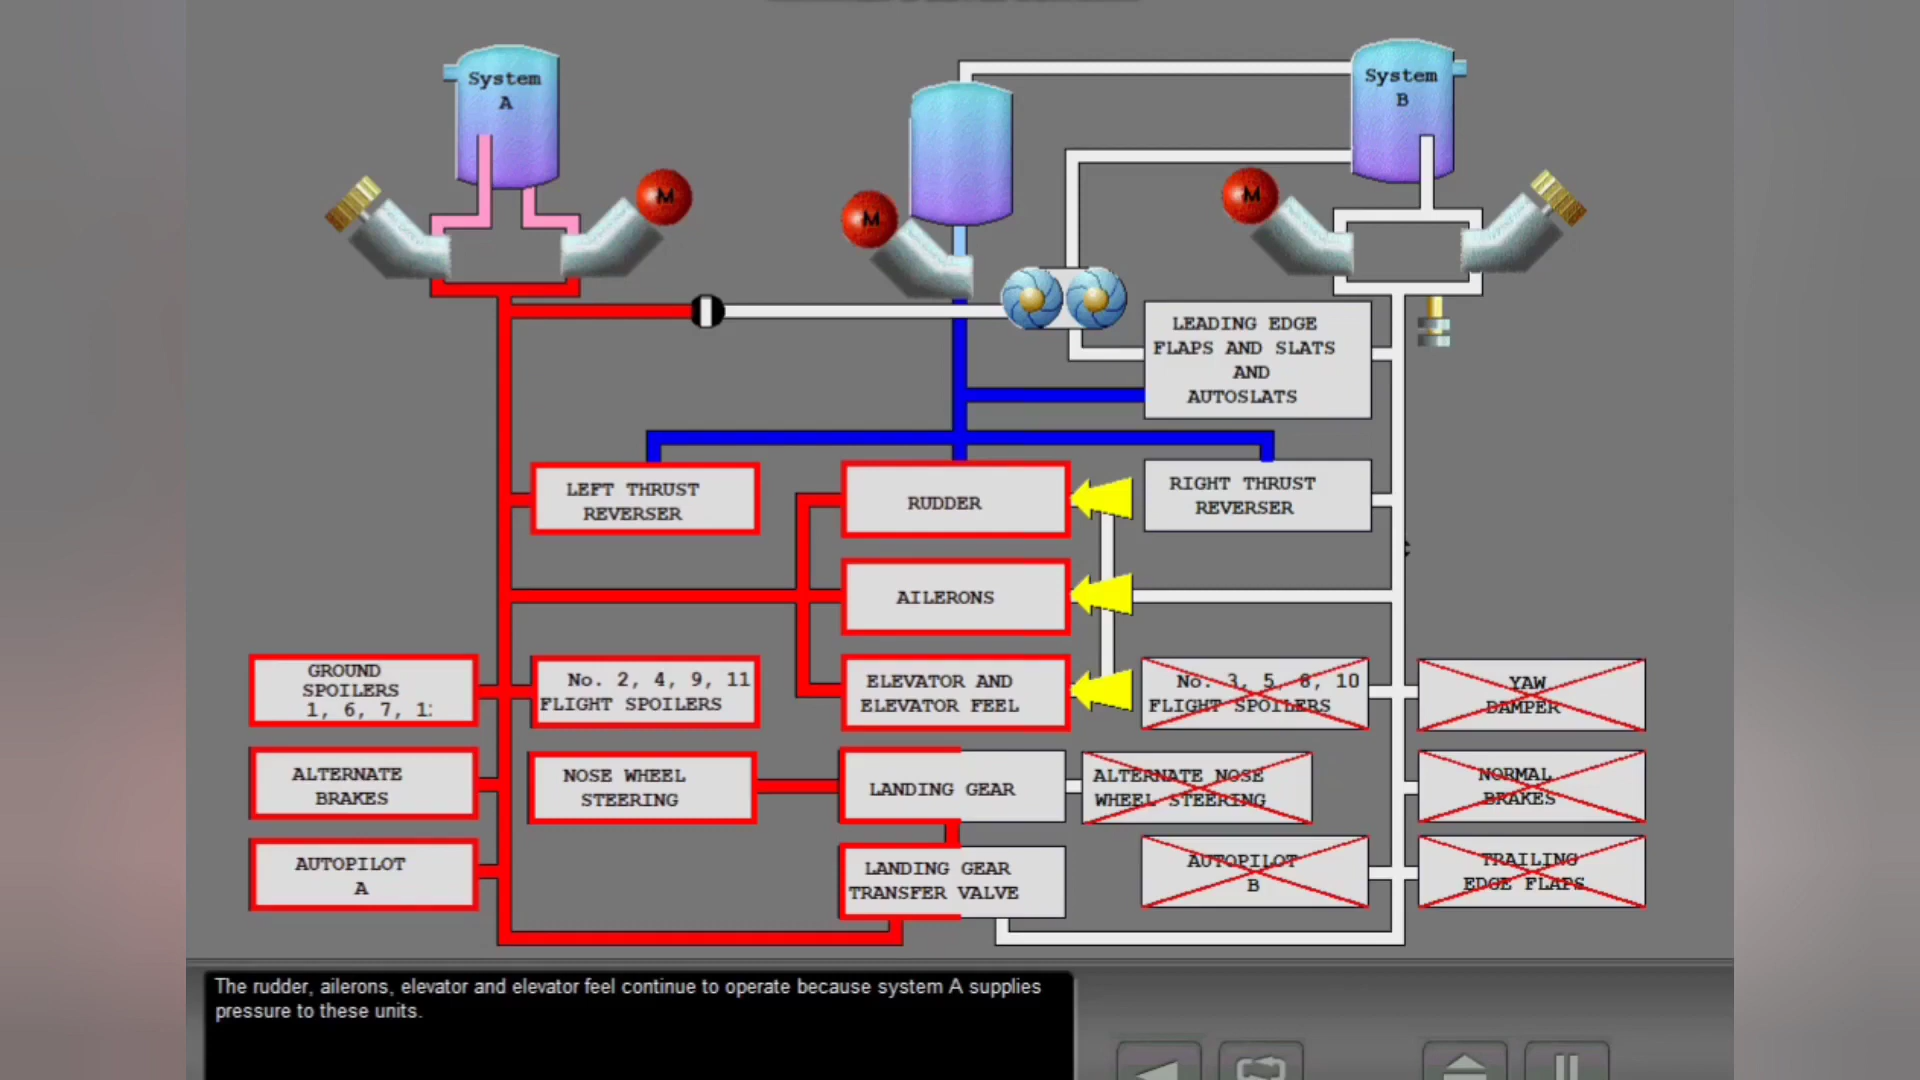 System
A
System
B
M
M
M
LEADING EDGE
FLAPS AND SLATS
AND
AUTOSLATS
LEFT THRUST
REVERSER
RUDDER
RIGHT THRUST
REVERSER
AILERONS
GROUND
SPOILERS
1, 6, 7, 1
No. 2, 4, 9, 11
FLIGHT SPOILERS
ELEVATOR AND
ELEVATOR FEEL
No. 3, 5, 8, 10
FLIGHT SPOILERS
YAW
DAMPER
ALTERNATE
BRAKES
NOSE WHEEL
STEERING
LANDING GEAR
ALTERNATE NOSE
WHEEL STEERING
NORMAL
BRAKES
AUTOPILOT
A
LANDING GEAR
TRANSFER VALVE
AUTOPILOT
B
TRAILING
EDGE FLAPS
The rudder, ailerons, elevator and elevator feel continue to operate because system A supplies
pressure to these units.